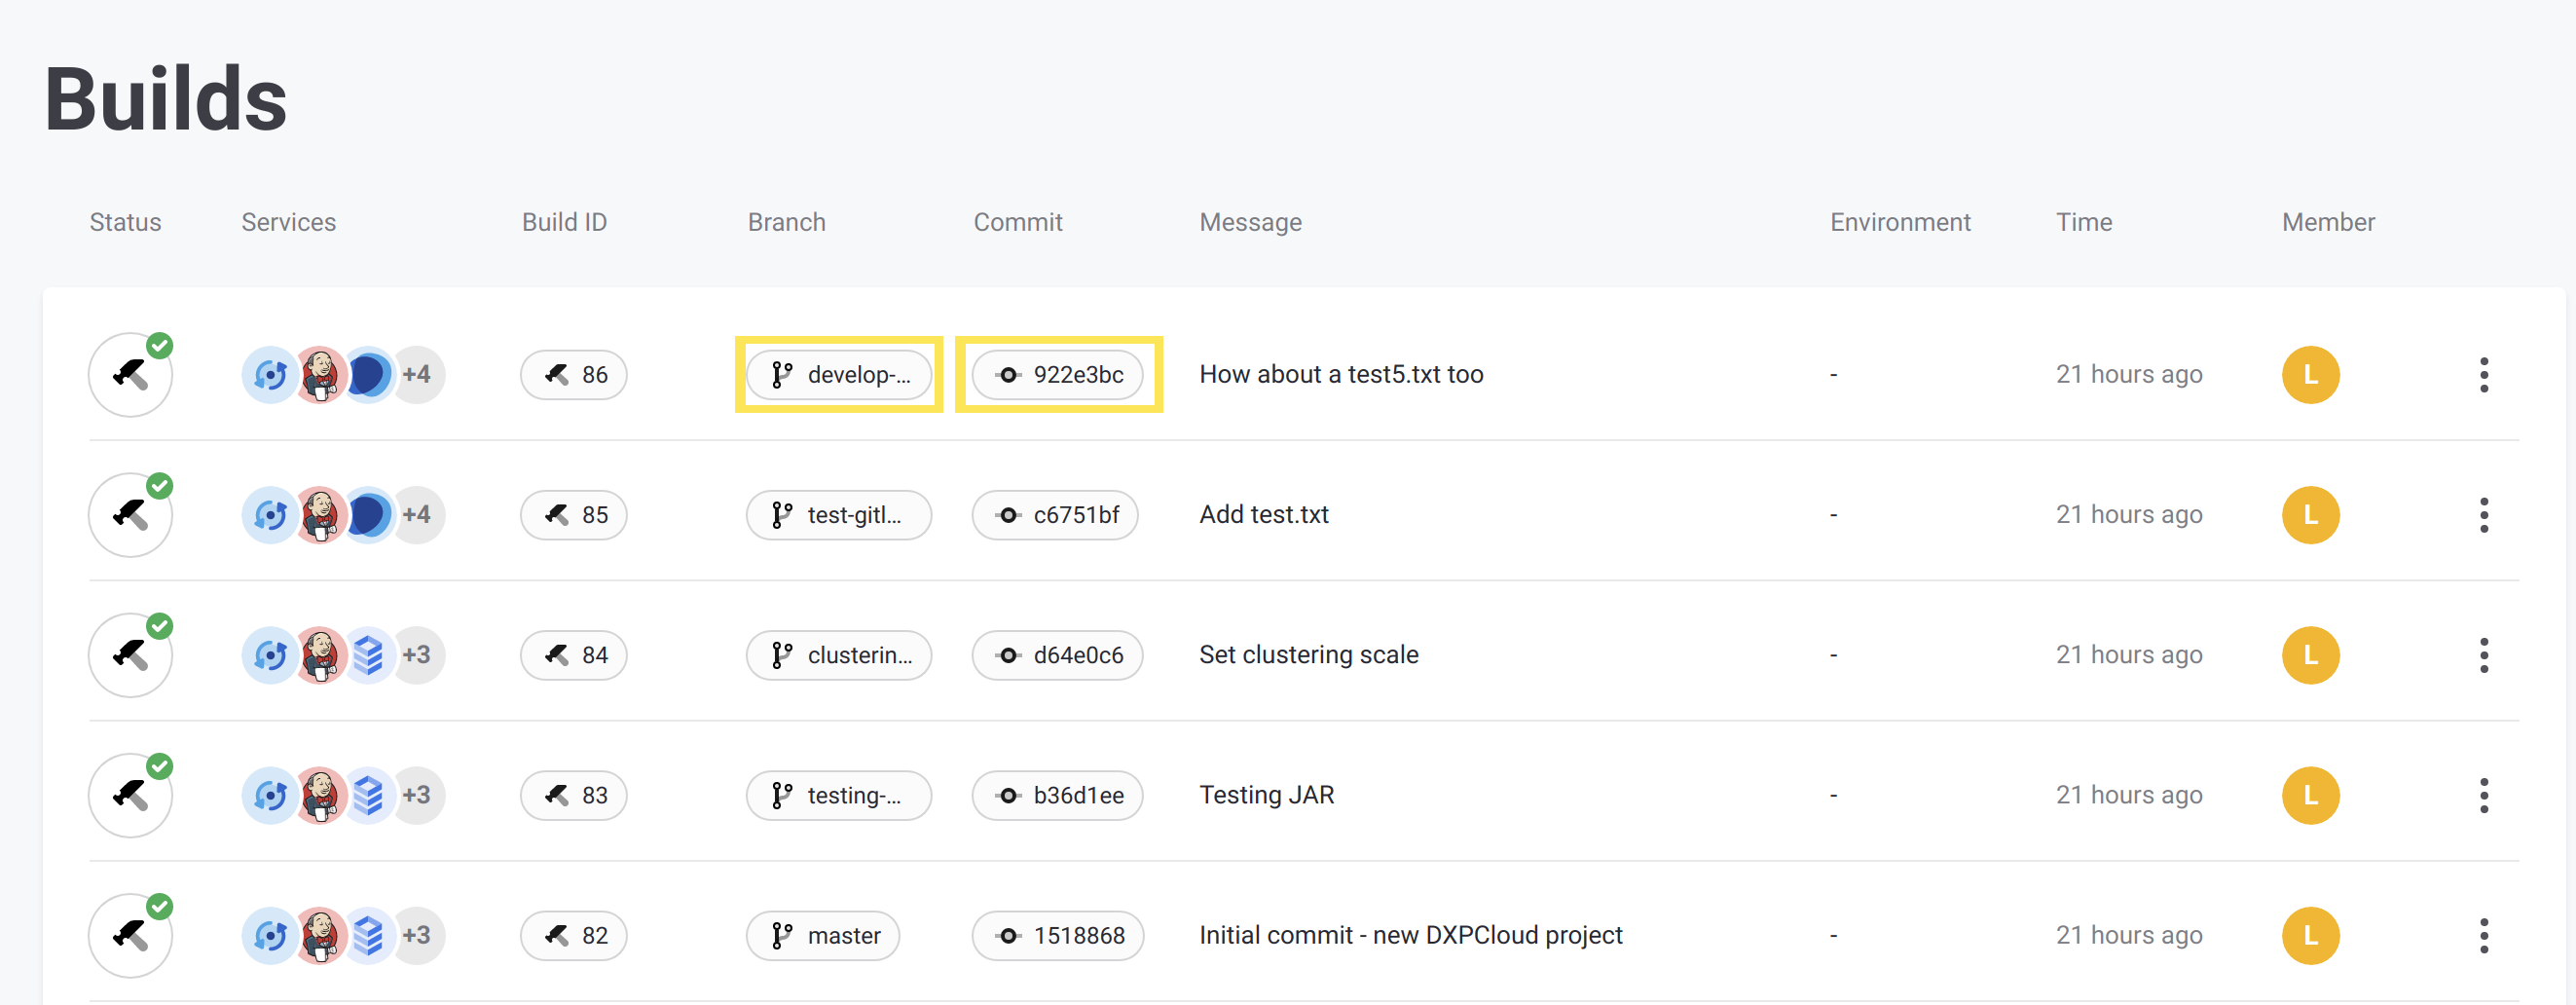 Builds
Status Services Build ID Branch Commit Message Environment Time Member
+4 86 develop-... 922e3bc How about a test5.txt too - 21 hours ago L
+4 85 test-gitl... c6751bf Add test.txt - 21 hours ago L
+3 84 clusterin... d64e0c6 Set clustering scale - 21 hours ago L
+3 83 testing-... b36d1ee Testing JAR - 21 hours ago L
+3 82 master 1518868 Initial commit - new DXPCloud project - 21 hours ago L